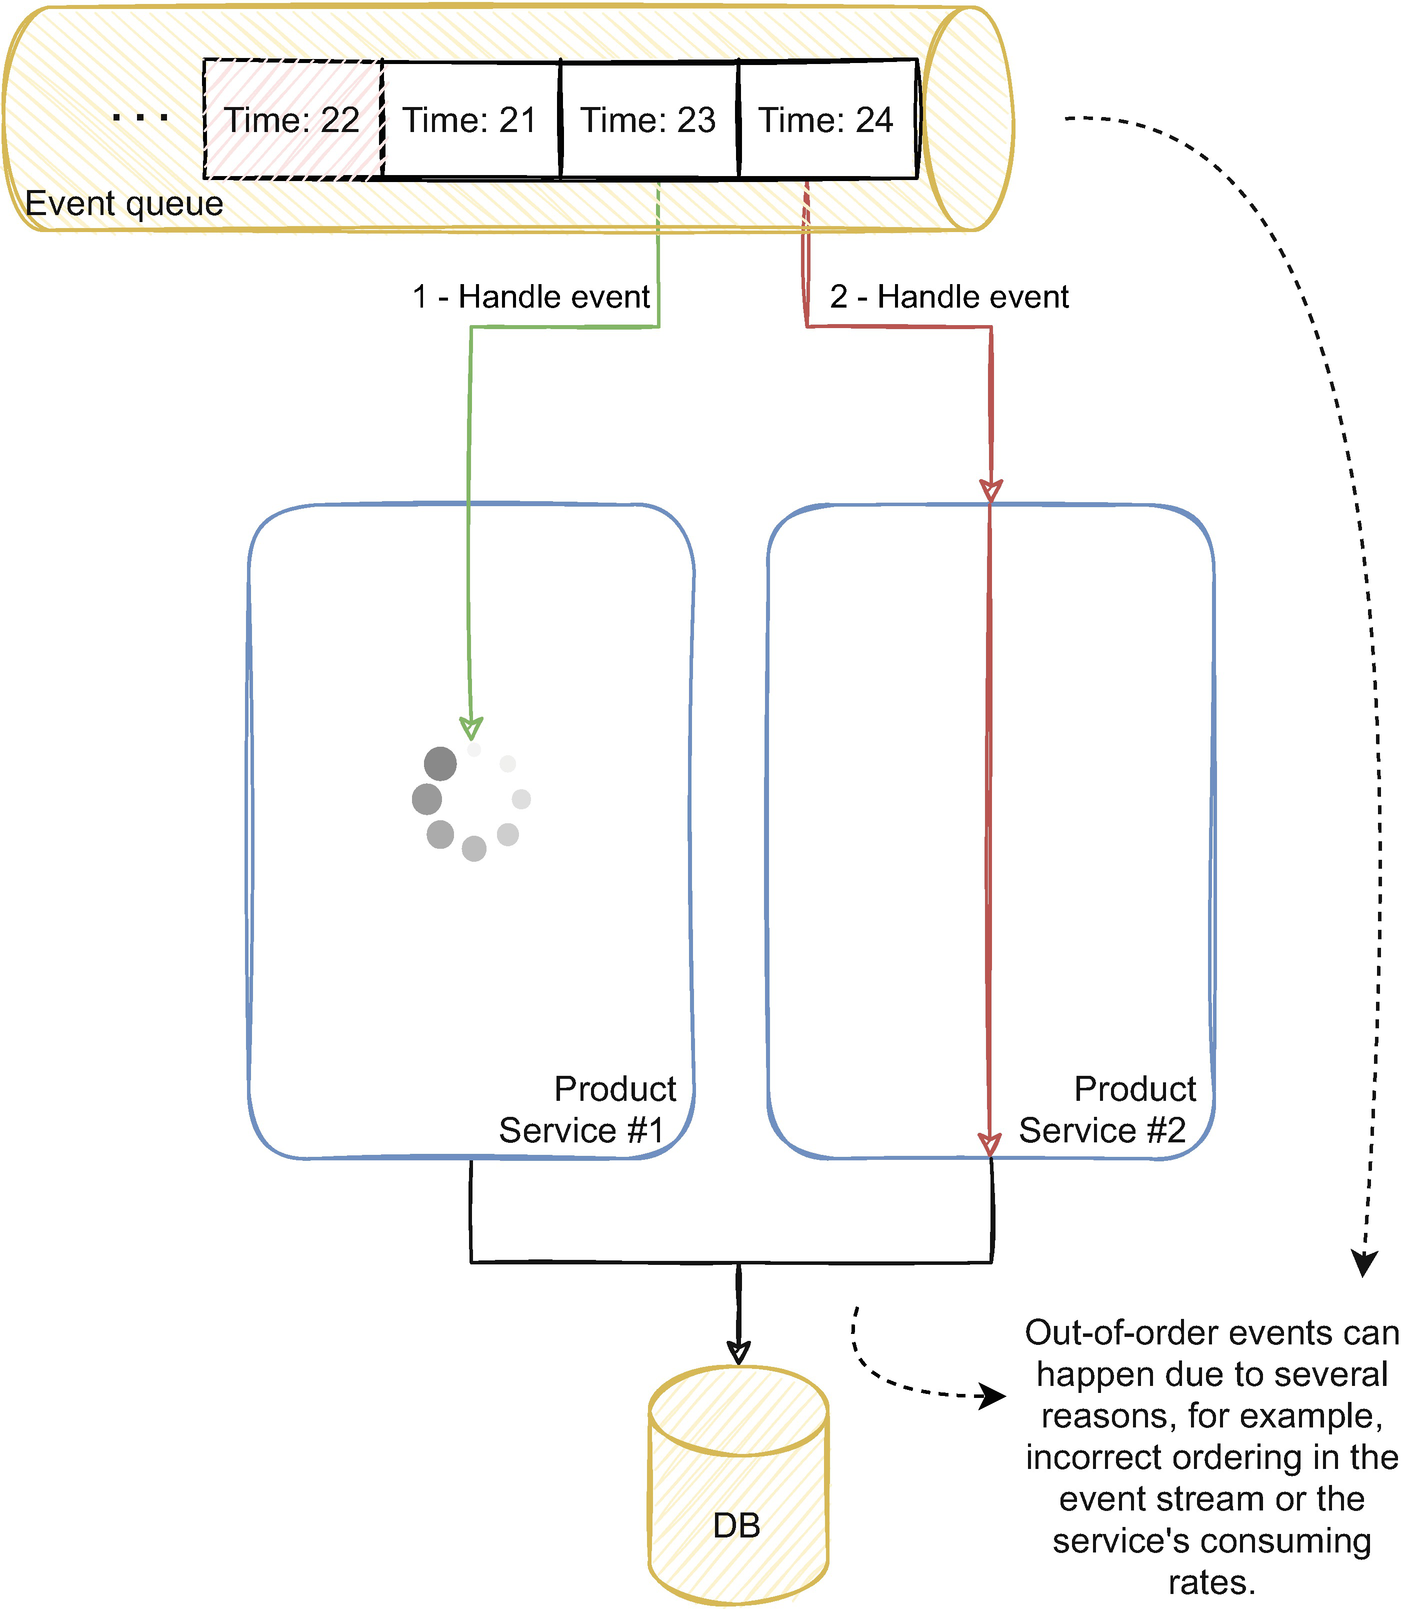 . . .
Time: 22
Time: 21
Time: 23
Time: 24
Event queue
1 - Handle event
2 - Handle event
Product
Service #1
Product
Service #2
Out-of-order events can
happen due to several
reasons, for example,
incorrect ordering in the
event stream or the
service's consuming
rates.
DB